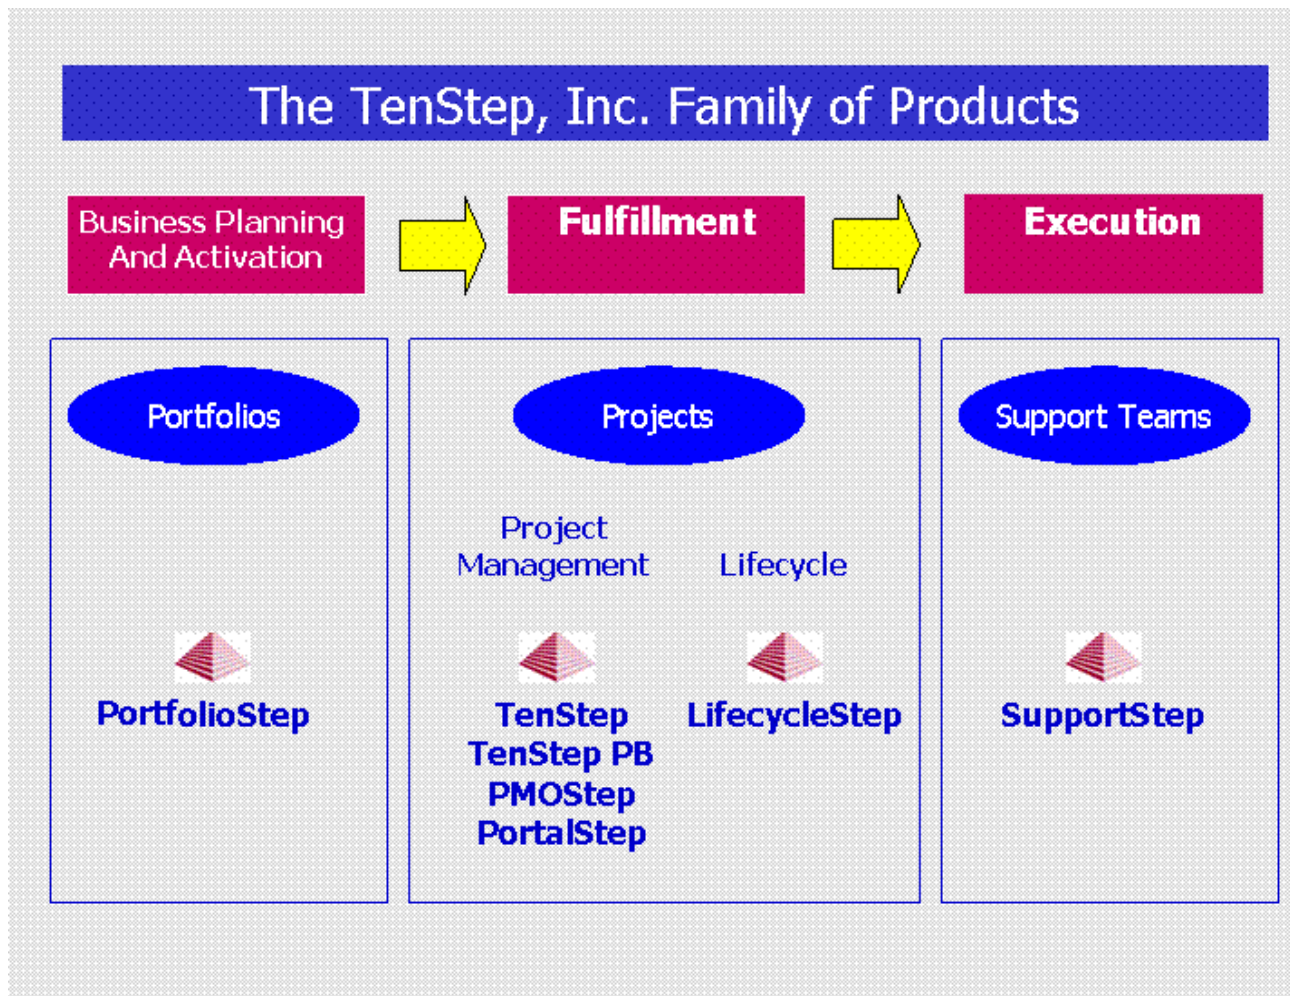 The TenStep, Inc. Family of Products
Business Planning
And Activation
Fulfillment
Execution
Portfolios
Projects
Support Teams
Project
Management
Lifecycle
PortfolioStep
TenStep
TenStep PB
PMOStep
PortalStep
LifecycleStep
SupportStep